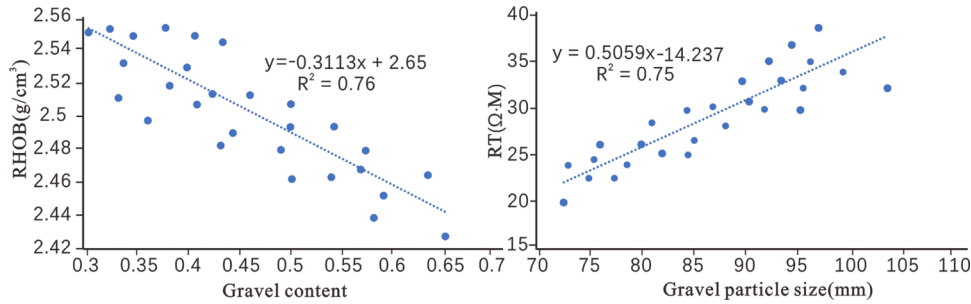 2.56
2.54
2.52
2.5
2.48
2.46
2.44
2.42
RHOB(g/cm³)
y=-0.3113x + 2.65
R² = 0.76
0.3 0.35 0.4 0.45 0.5 0.55 0.6 0.65 0.7
Gravel content
40
35
30
25
20
15
RT(Ω·M)
y = 0.5059x-14.237
R² = 0.75
70 75 80 85 90 95 100 105 110
Gravel particle size(mm)